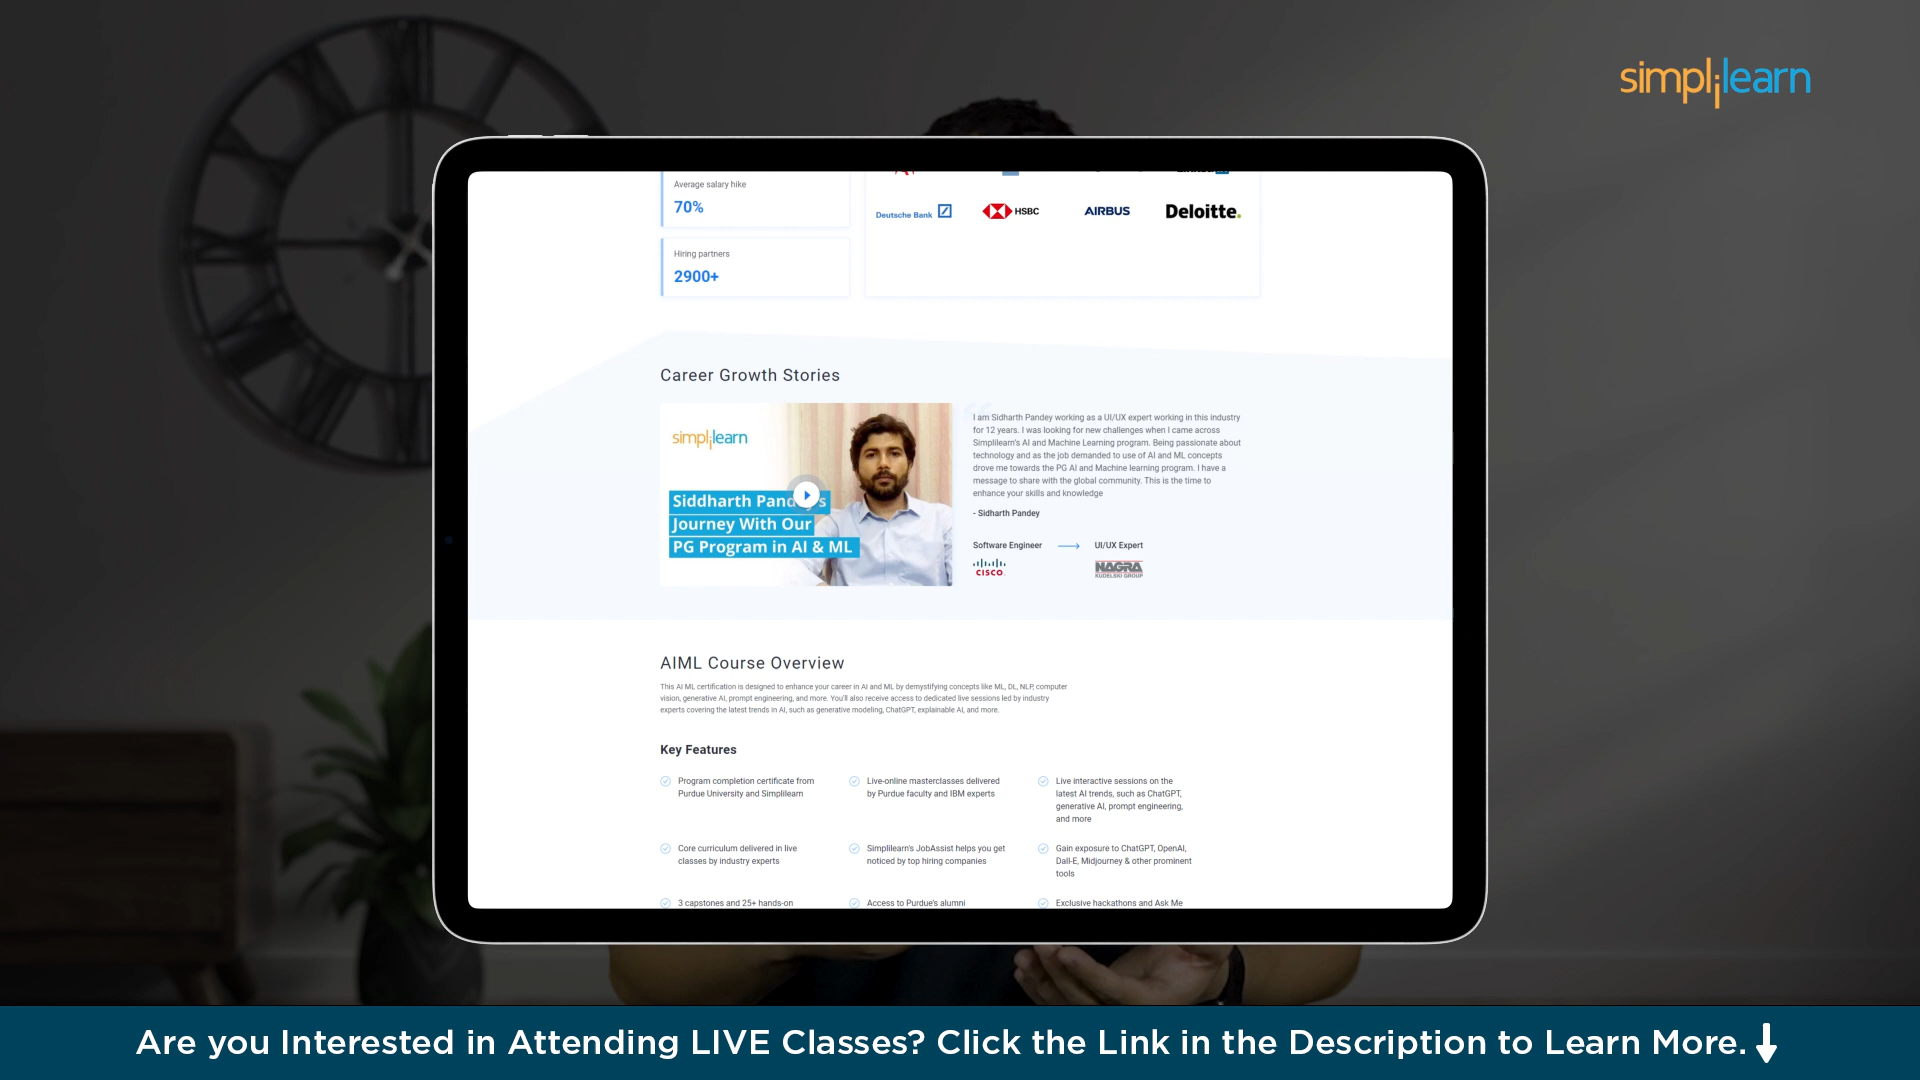 simplilearn
Average salary hike
70%
Hiring partners
2900+
Deutsche Bank
HSBC
AIRBUS
Deloitte.
Career Growth Stories
simplilearn
Siddharth Pand
s
Journey With Our
PG Program in AI & ML
I am Sidharth Pandey working as a UI/UX expert working in this industry
for 12 years. I was looking for new challenges when I came across
Simplilearn's AI and Machine Learning program. Being passionate about
technology and as the job demanded to use of AI and ML concepts
drove me towards the PG AI and Machine learning program. I have a
message to share with the global community. This is the time to
enhance your skills and knowledge
- Sidharth Pandey
Software Engineer
UI/UX Expert
CISCO
NAGRA
KUDELSKI GROUP
AIML Course Overview
This AI ML certification is designed to enhance your career in AI and ML by demystifying concepts like ML, DL, NLP, computer
vision, generative AI, prompt engineering, and more. You'll also receive access to dedicated live sessions led by industry
experts covering the latest trends in AI, such as generative modeling, ChatGPT, explainable AI, and more.
Key Features
Program completion certificate from
Purdue University and Simplilearn
Live-online masterclasses delivered
by Purdue faculty and IBM experts
Live interactive sessions on the
latest AI trends, such as ChatGPT,
generative AI, prompt engineering,
and more
Core curriculum delivered in live
classes by industry experts
Simplilearn's JobAssist helps you get
noticed by top hiring companies
Gain exposure to ChatGPT, OpenAI,
Dall-E, Midjourney & other prominent
tools
3 capstones and 25+ hands-on
Access to Purdue's alumni
Exclusive hackathons and Ask Me
Are you Interested in Attending LIVE Classes? Click the Link in the Description to Learn More.